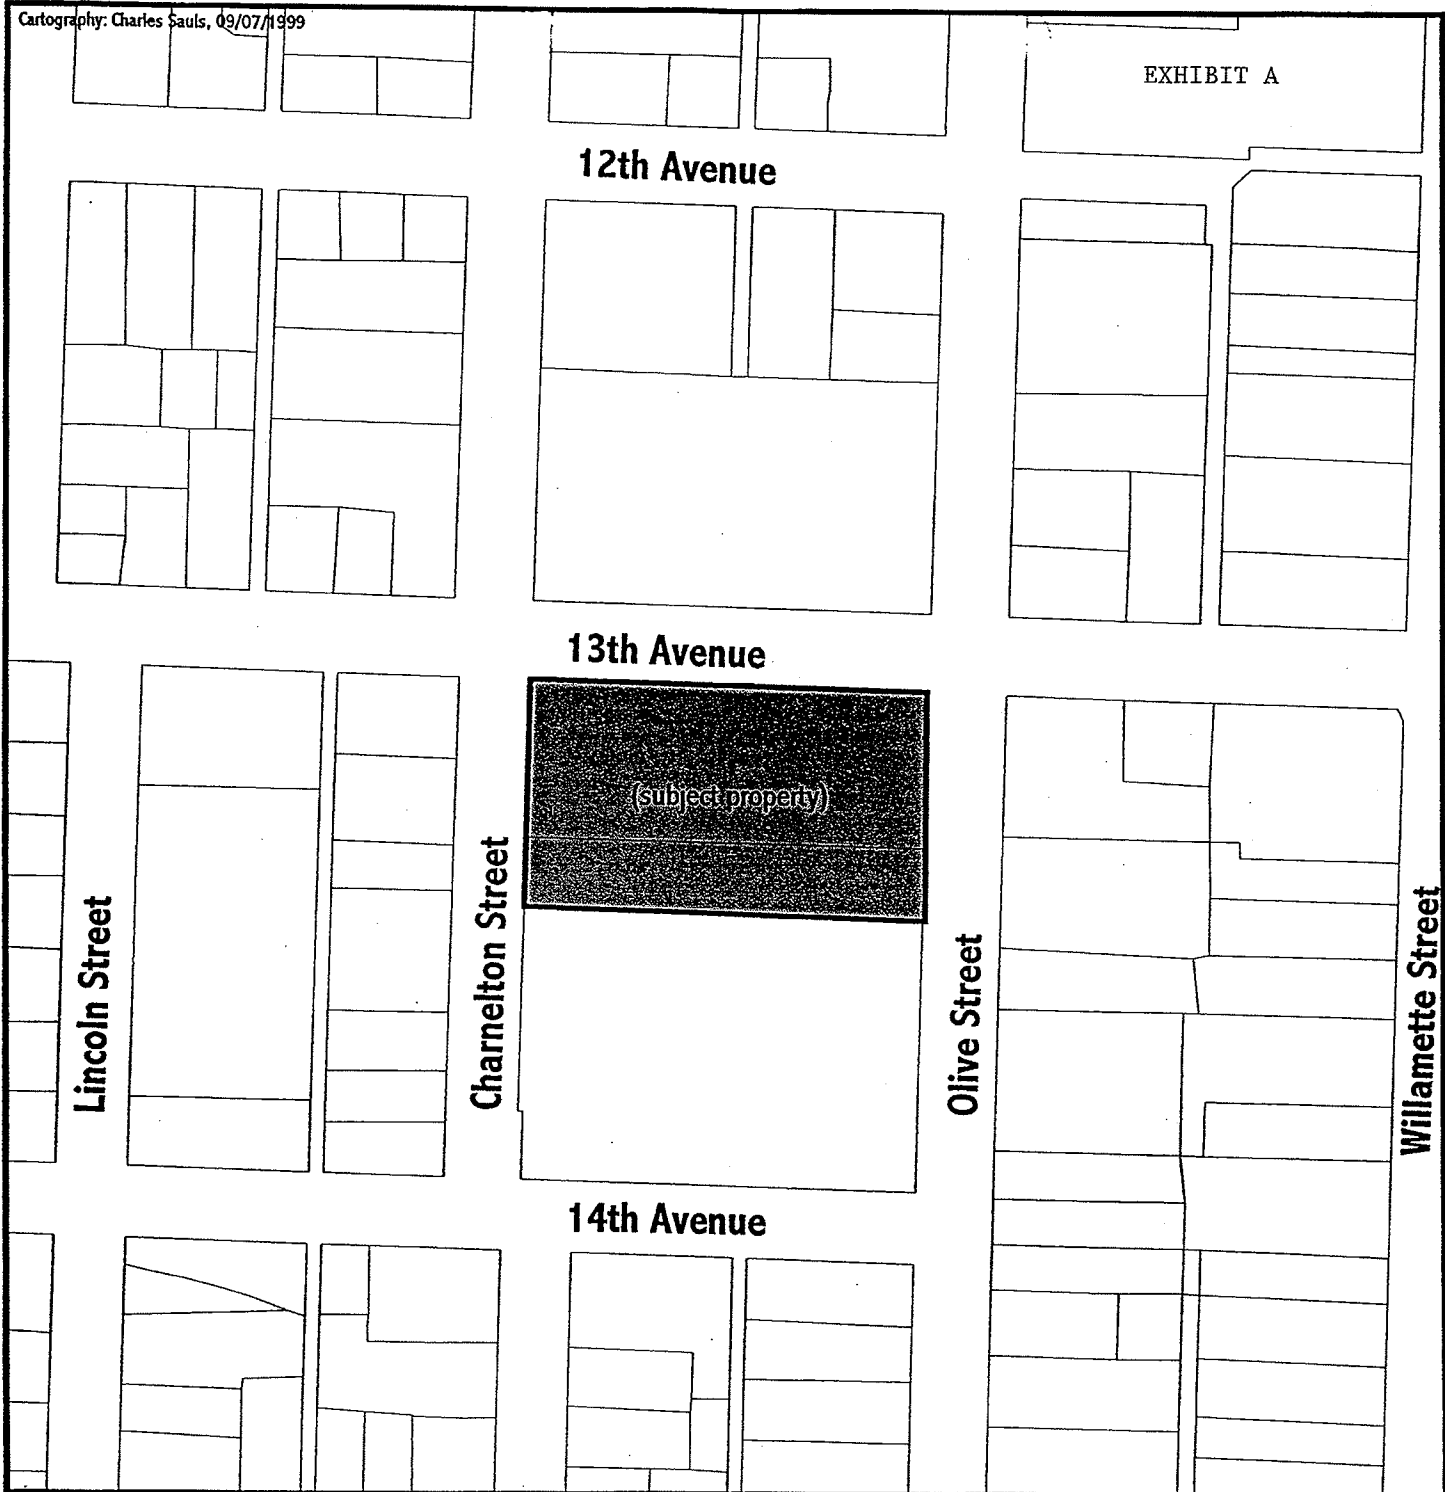 Cartography: Charles Sauls, 09/07/1999
EXHIBIT A
12th Avenue
13th Avenue
(subject property)
Lincoln Street
Charnelton Street
Olive Street
Willamette Street
14th Avenue